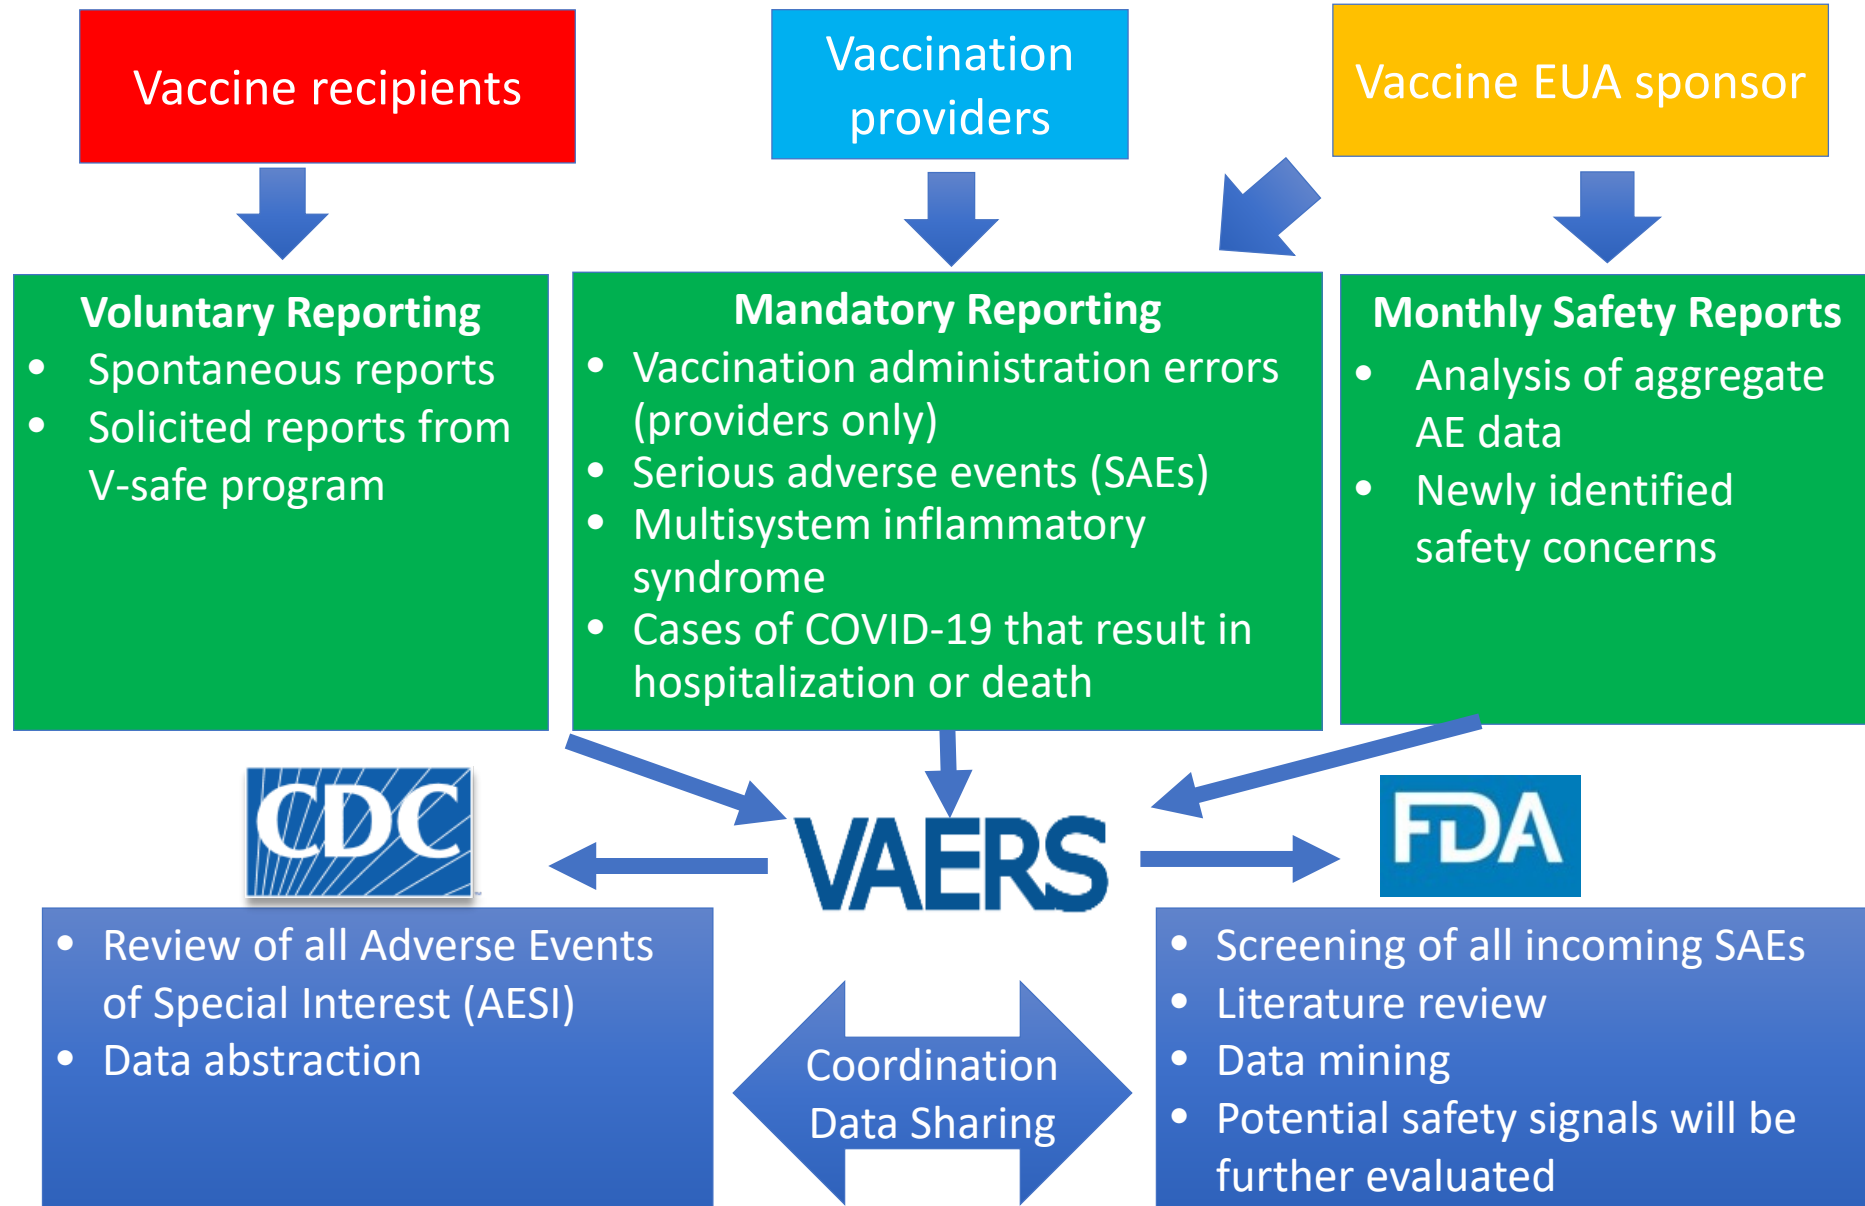 Vaccine recipients
Vaccination
providers
Vaccine EUA sponsor
Voluntary Reporting
• Spontaneous reports
• Solicited reports from
V-safe program
Mandatory Reporting
• Vaccination administration errors
(providers only)
• Serious adverse events (SAEs)
• Multisystem inflammatory
syndrome
• Cases of COVID-19 that result in
hospitalization or death
Monthly Safety Reports
• Analysis of aggregate
AE data
• Newly identified
safety concerns
CDC
VAERS
FDA
• Review of all Adverse Events
of Special Interest (AESI)
• Data abstraction
Coordination
Data Sharing
• Screening of all incoming SAEs
• Literature review
• Data mining
• Potential safety signals will be
further evaluated